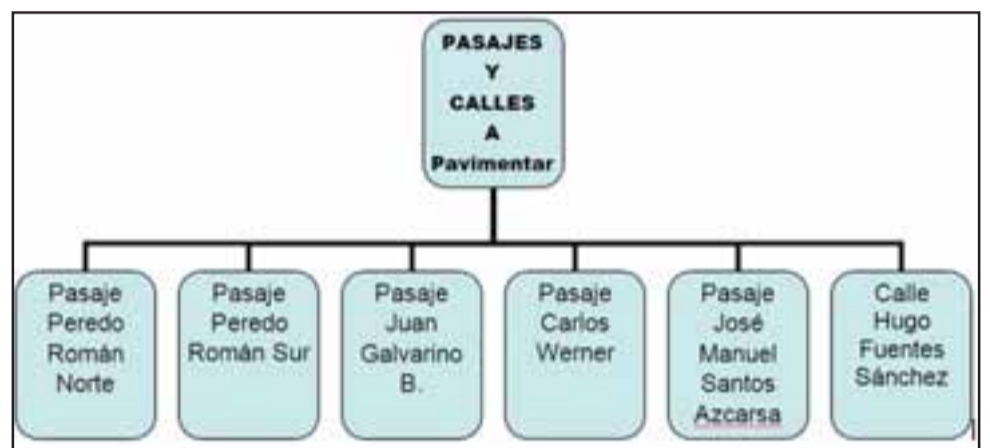 PASAJES
Y
CALLES
A
Pavimentar
Pasaje
Peredo
Román
Norte
Pasaje
Peredo
Román Sur
Pasaje
Juan
Galvarino
B.
Pasaje
Carlos
Werner
Pasaje
José
Manuel
Santos
Azcarsa
Calle
Hugo
Fuentes
Sánchez